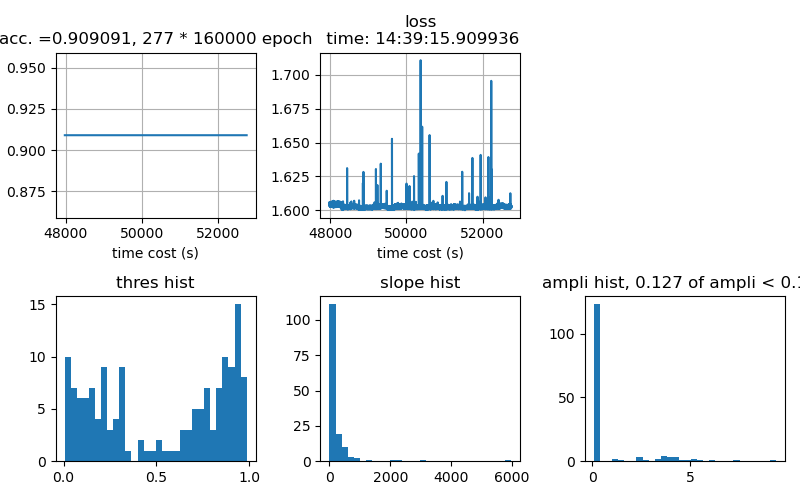 acc. =0.909091, 277 * 160000 epoch
loss
time: 14:39:15.909936
0.950
0.925
0.900
0.875
48000 50000 52000
time cost (s)
1.700
1.675
1.650
1.625
1.600
48000 50000 52000
time cost (s)
thres hist
15
10
5
0
0.0 0.5 1.0
slope hist
100
75
50
25
0
0 2000 4000 6000
ampli hist, 0.127 of ampli < 0.1
100
50
0
0 5